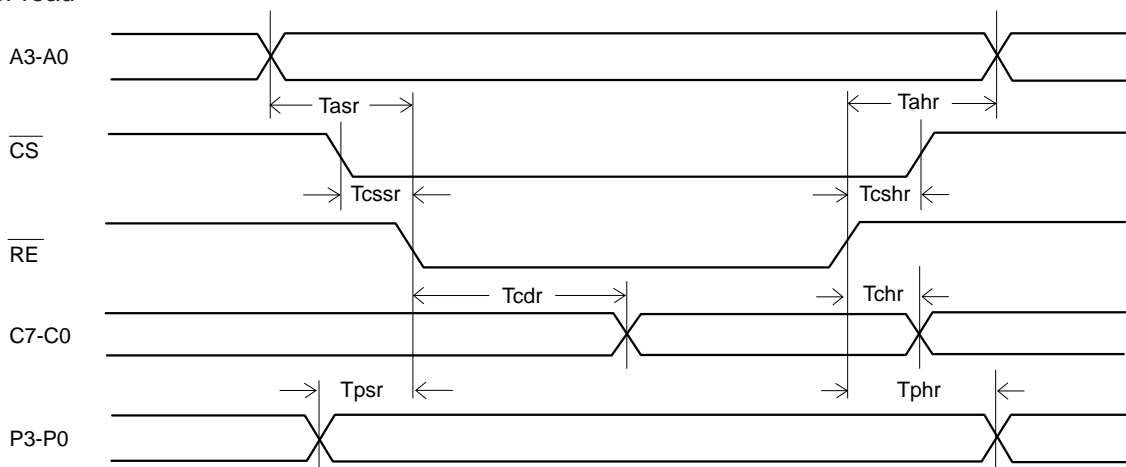 A3-A0
Tasr
Tahr
CS
Tcssr
Tcshr
RE
Tcdr
Tchr
C7-C0
Tpsr
Tphr
P3-P0